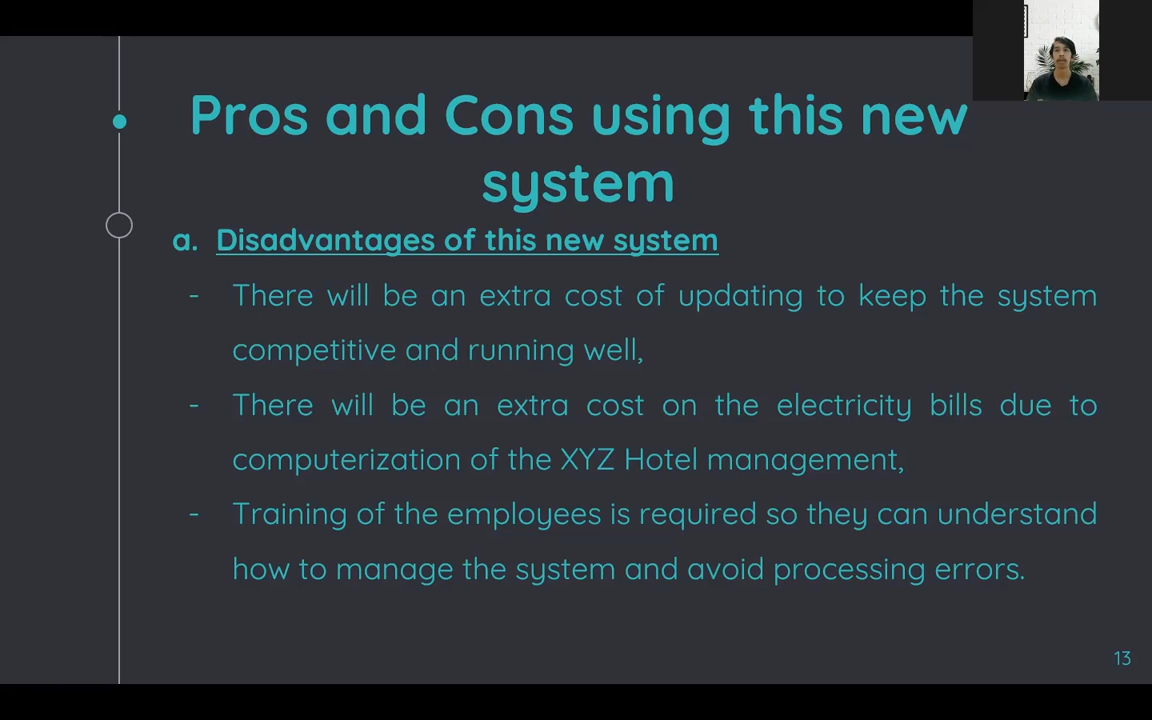 Pros and Cons using this new
system
a. Disadvantages of this new system
- There will be an extra cost of updating to keep the system
competitive and running well,
- There will be an extra cost on the electricity bills due to
computerization of the XYZ Hotel management,
- Training of the employees is required so they can understand
how to manage the system and avoid processing errors.
13